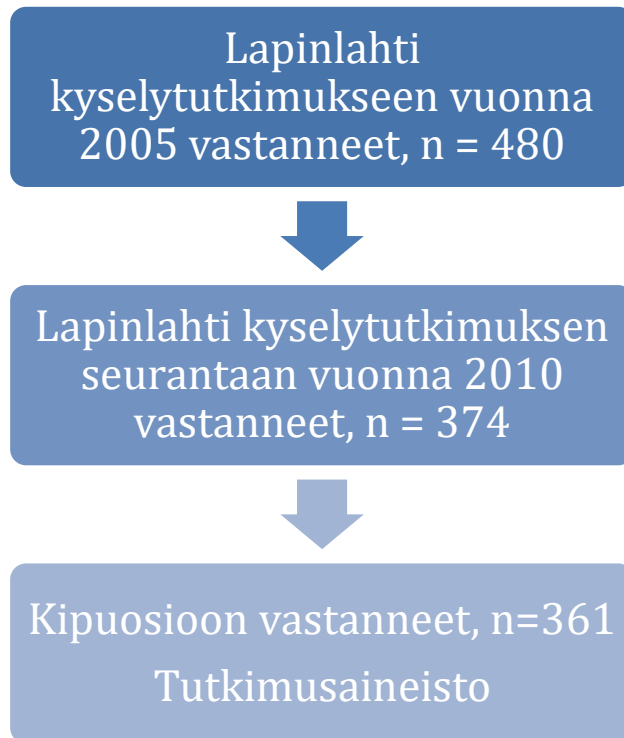 Lapinlahti
kyselytutkimukseen vuonna
2005 vastanneet, n = 480
Lapinlahti kyselytutkimuksen
seurantaan vuonna 2010
vastanneet, n = 374
Kipuosioon vastanneet, n=361
Tutkimusaineisto